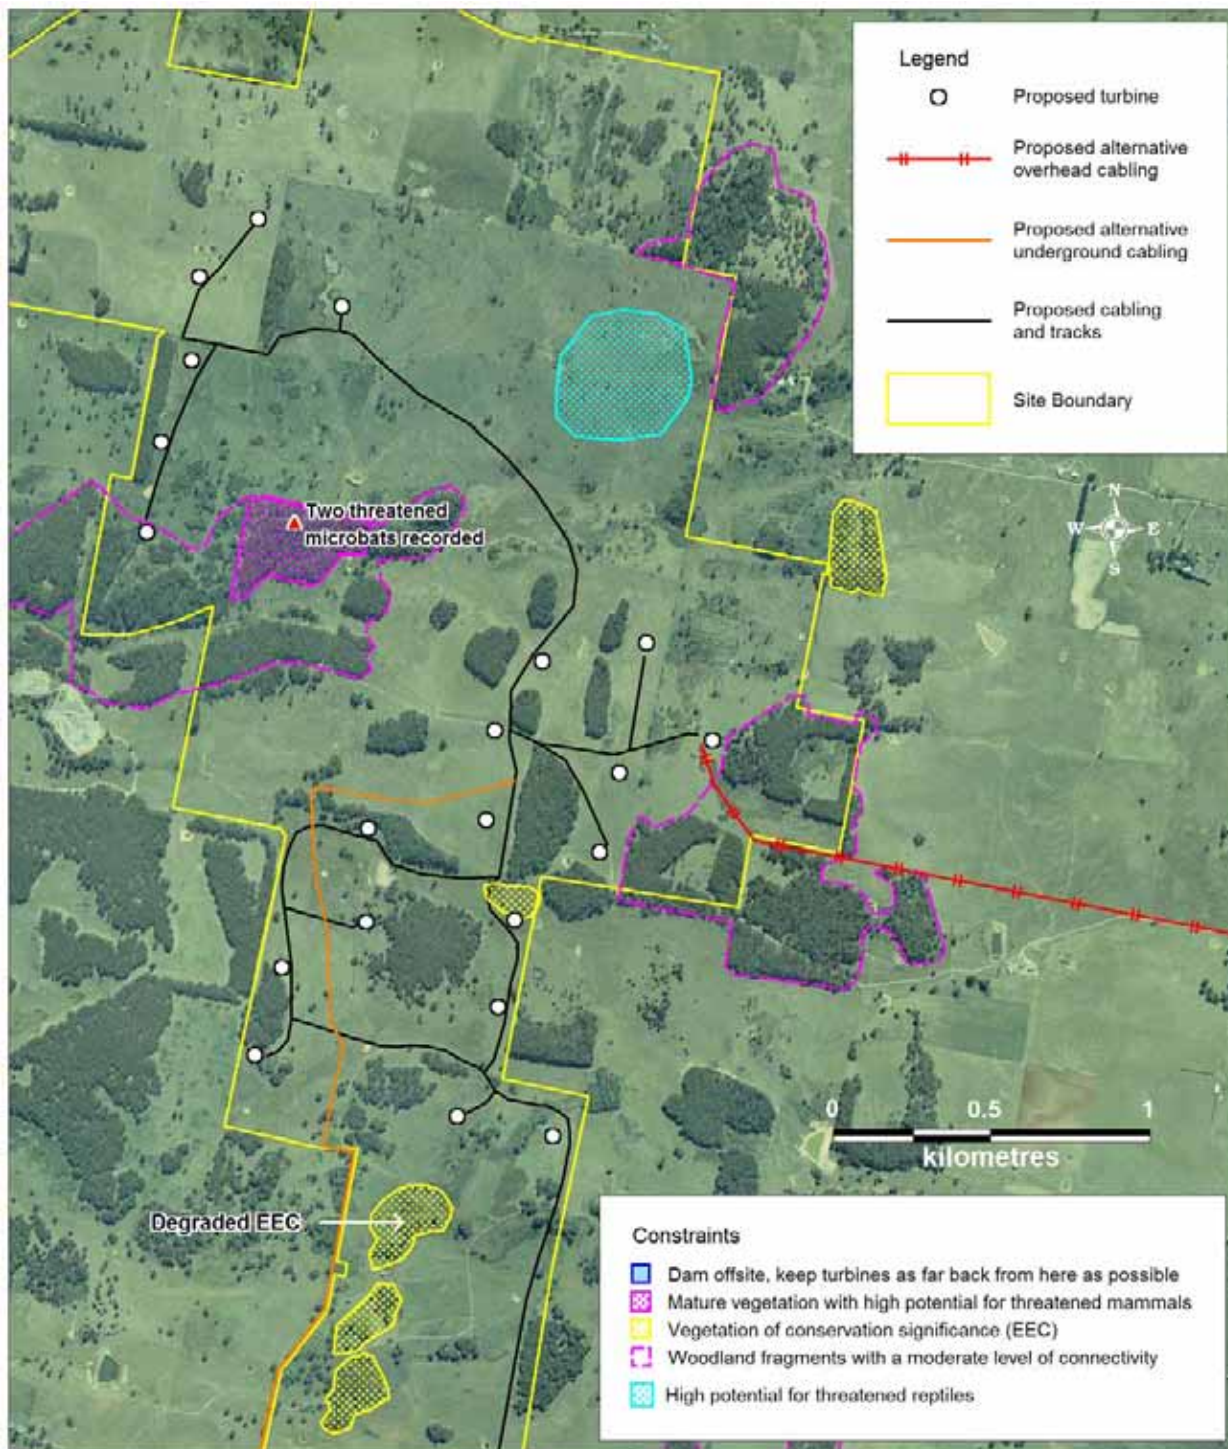 Legend
Proposed turbine
Proposed alternative
overhead cabling
Proposed alternative
underground cabling
Proposed cabling
and tracks
Site Boundary
Two threatened
microbats recorded
N
W E
S
0 0.5 1
kilometres
Degraded EEC
Constraints
Dam offsite, keep turbines as far back from here as possible
Mature vegetation with high potential for threatened mammals
Vegetation of conservation significance (EEC)
Woodland fragments with a moderate level of connectivity
High potential for threatened reptiles